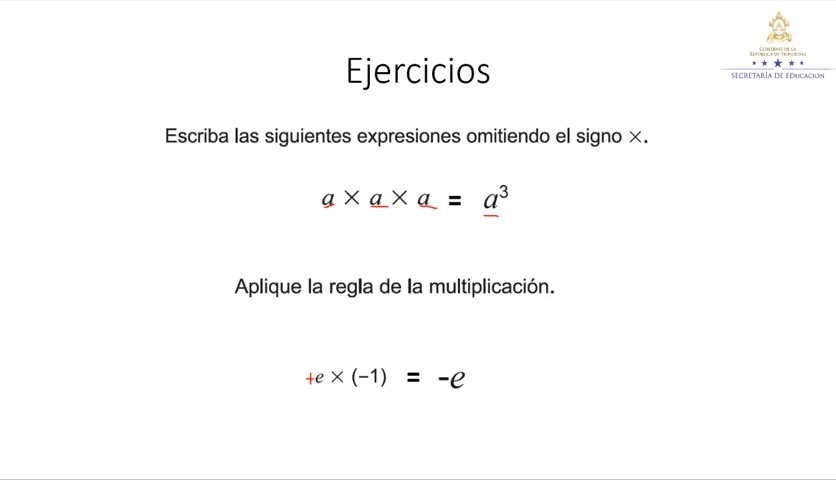 GOBIERNO DE LA
REPÚBLICA DE HONDURAS
SECRETARÍA DE EDUCACIÓN
Ejercicios
Escriba las siguientes expresiones omitiendo el signo ×.
a × a × a = a³
Aplique la regla de la multiplicación.
+e × (−1) = -e